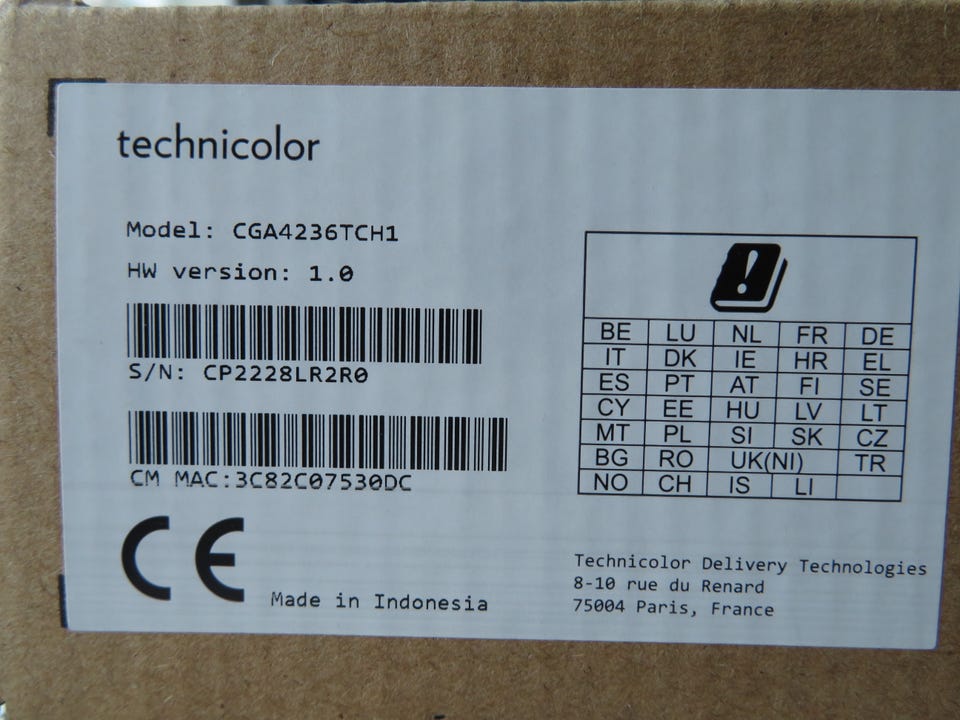 technicolor
Model: CGA4236TCH1
HW version: 1.0
S/N: CP2228LR2R0
CM MAC:3C82C07530DC
CE
Made in Indonesia
!
BE LU NL FR DE
IT DK IE HR EL
ES PT AT FI SE
CY EE HU LV LT
MT PL SI SK CZ
BG RO UK(NI) TR
NO CH IS LI
Technicolor Delivery Technologies
8-10 rue du Renard
75004 Paris, France